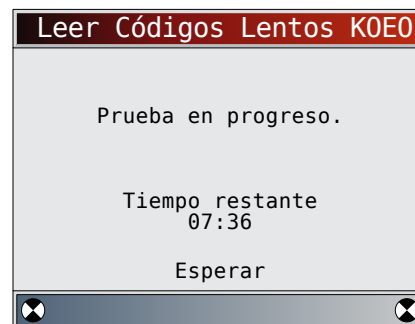 Leer Códigos Lentos KOEO
Prueba en progreso.
Tiempo restante
07:36
Esperar